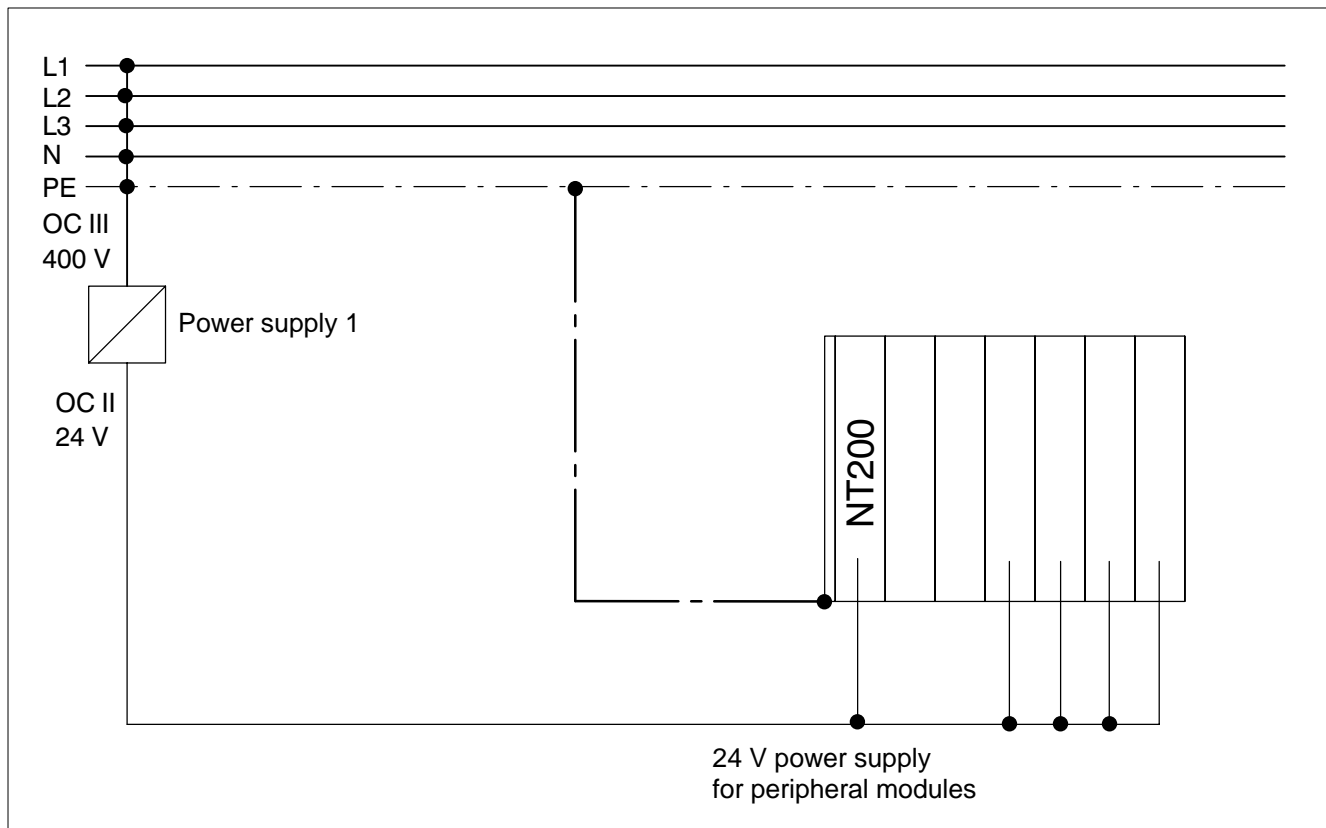 L1
L2
L3
N
PE
OC III
400 V
Power supply 1
OC II
24 V
NT200
24 V power supply
for peripheral modules